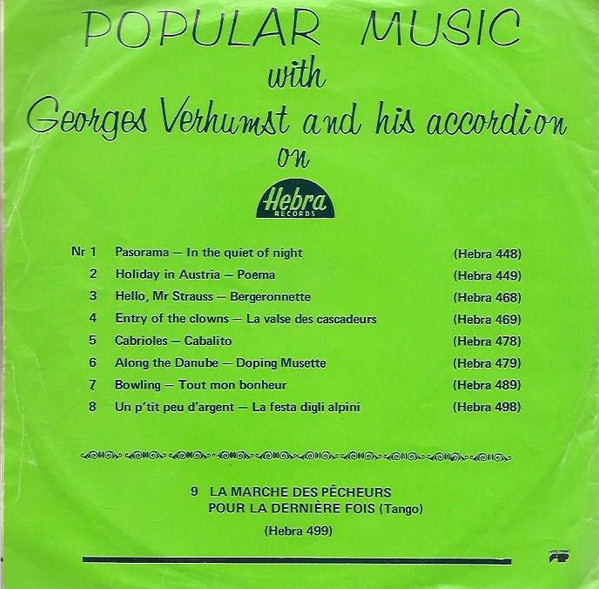 POPULAR MUSIC
with
Georges Verhumst and his accordion
on
Hebra
RECORDS
Nr 1 Pasorama – In the quiet of night (Hebra 448)
2 Holiday in Austria – Poema (Hebra 449)
3 Hello, Mr Strauss – Bergeronnette (Hebra 468)
4 Entry of the clowns – La valse des cascadeurs (Hebra 469)
5 Cabrioles – Cabalito (Hebra 478)
6 Along the Danube – Doping Musette (Hebra 479)
7 Bowling – Tout mon bonheur (Hebra 489)
8 Un p'tit peu d'argent – La festa digli alpini (Hebra 498)
9 LA MARCHE DES PÊCHEURS
POUR LA DERNIÈRE FOIS (Tango)
(Hebra 499)